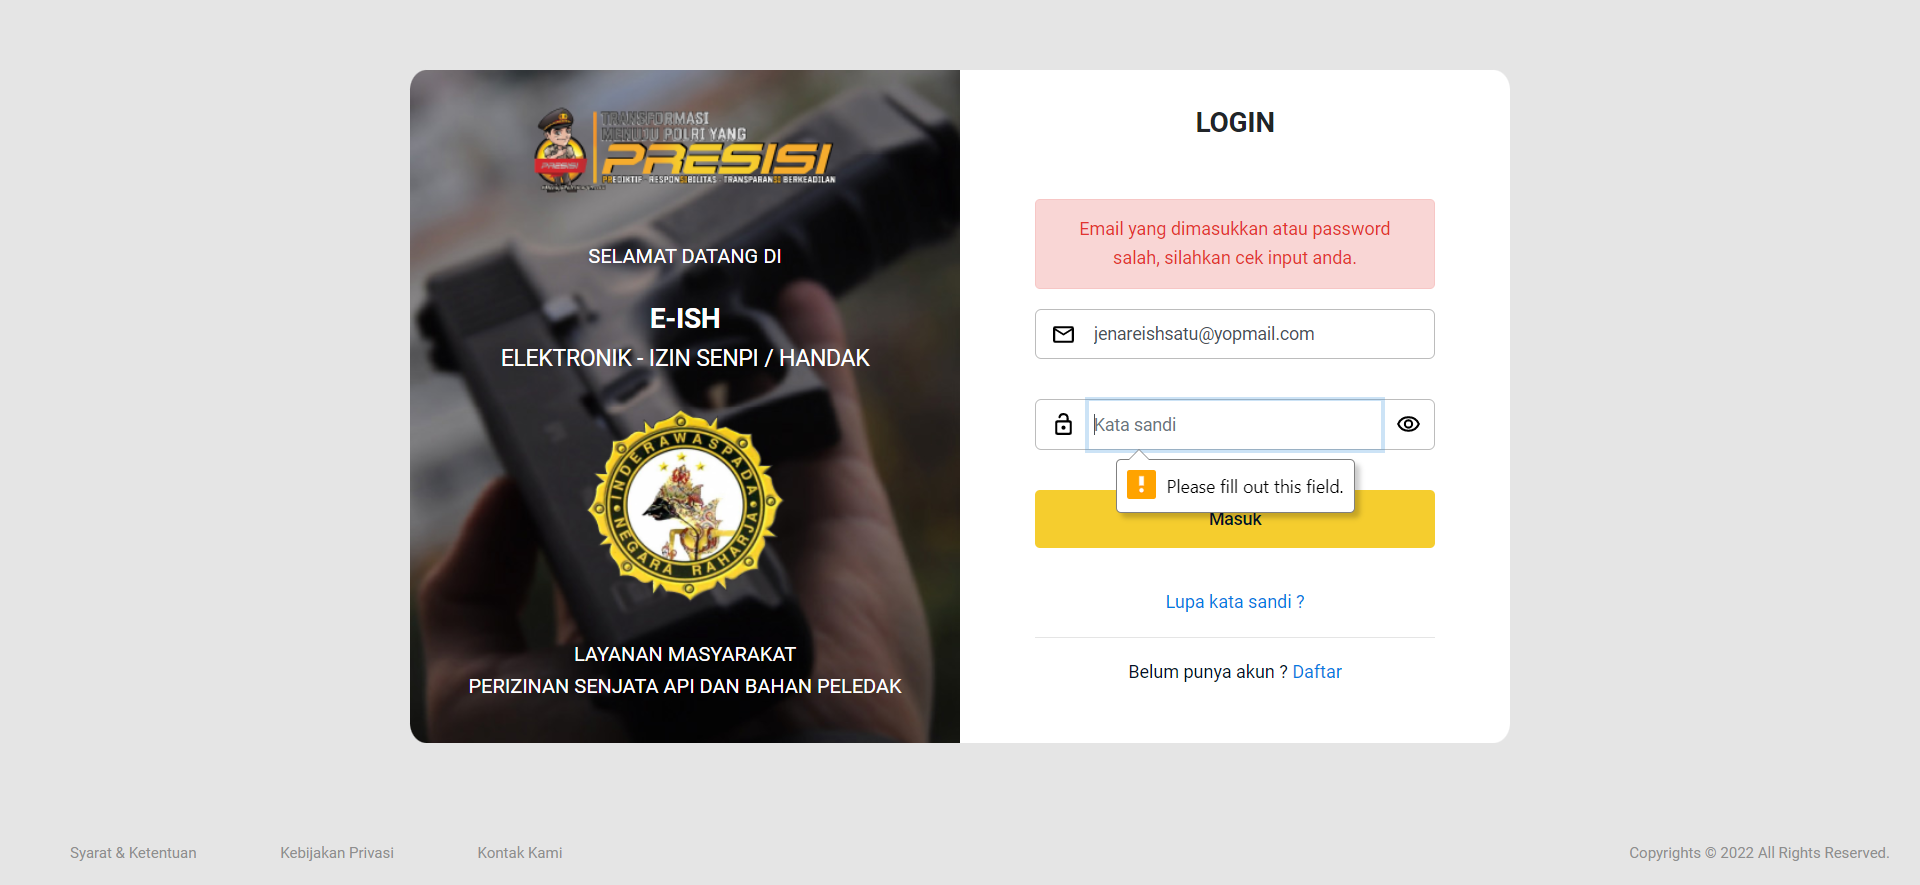 TRANSFORMASI
MENUJU POLRI YANG
PRESISI
PREDIKTIF - RESPONSIBILITAS - TRANSPARANSI BERKEADILAN
PRESISI
SELAMAT DATANG DI
E-ISH
ELEKTRONIK - IZIN SENPI / HANDAK
INDERAWASPADA
NEGARA RAHARJA
LAYANAN MASYARAKAT
PERIZINAN SENJATA API DAN BAHAN PELEDAK
LOGIN
Email yang dimasukkan atau password
salah, silahkan cek input anda.
jenareishsatu@yopmail.com
Kata sandi
Please fill out this field.
Masuk
Lupa kata sandi ?
Belum punya akun ? Daftar
Syarat & Ketentuan
Kebijakan Privasi
Kontak Kami
Copyrights © 2022 All Rights Reserved.